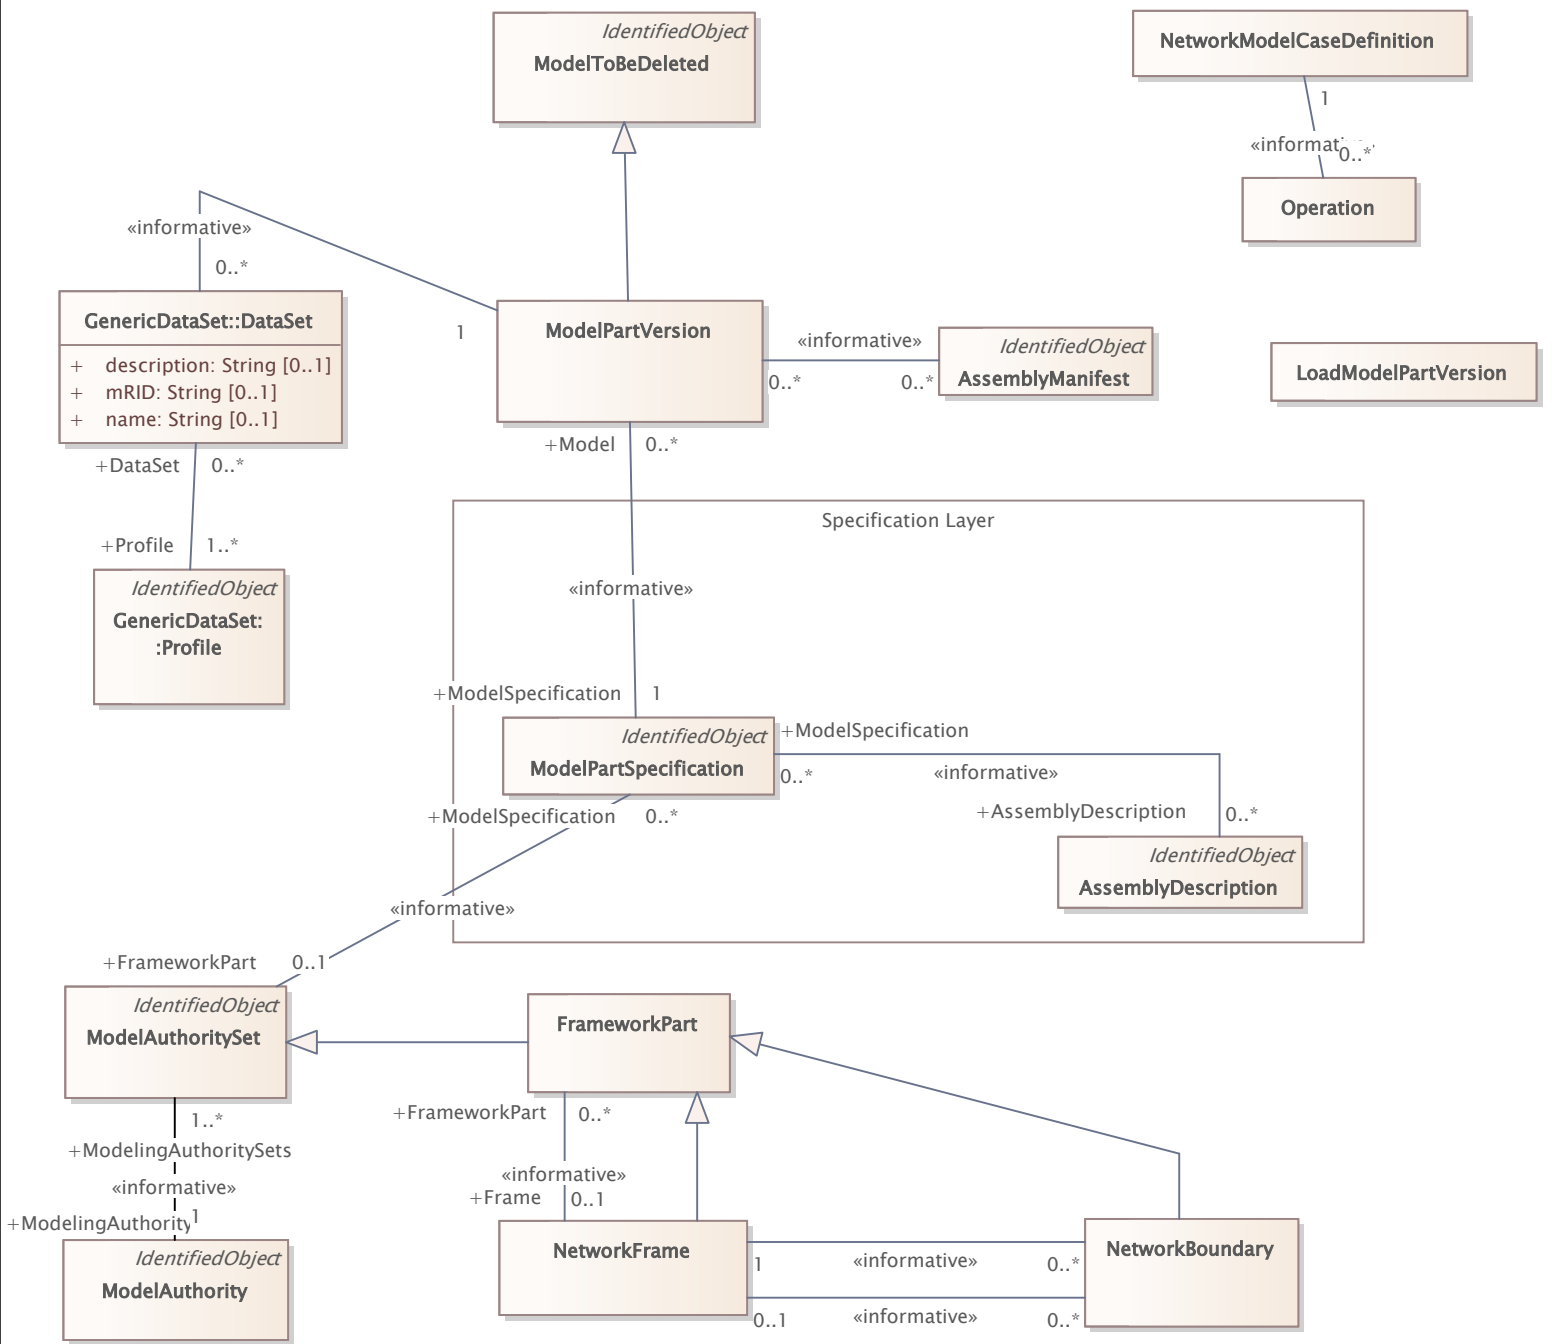 IdentifiedObject
ModelToBeDeleted
NetworkModelCaseDefinition
1
«informat
0..*
Operation
«informative»
0..*
GenericDataSet::DataSet
+ description: String [0..1]
+ mRID: String [0..1]
+ name: String [0..1]
1
ModelPartVersion
«informative»
0..*
0..*
IdentifiedObject
AssemblyManifest
LoadModelPartVersion
+Model
0..*
+DataSet
0..*
+Profile
1..*
IdentifiedObject
GenericDataSet:
:Profile
Specification Layer
«informative»
+ModelSpecification
1
IdentifiedObject
ModelPartSpecification
+ModelSpecification
0..*
«informative»
+AssemblyDescription
0..*
IdentifiedObject
AssemblyDescription
+ModelSpecification
0..*
«informative»
+FrameworkPart
0..1
IdentifiedObject
ModelAuthoritySet
FrameworkPart
1..*
+ModelingAuthoritySets
«informative»
+ModelingAuthority
1
IdentifiedObject
ModelAuthority
+FrameworkPart
0..*
«informative»
+Frame
0..1
NetworkFrame
1
«informative»
0..*
0..1
«informative»
0..*
NetworkBoundary